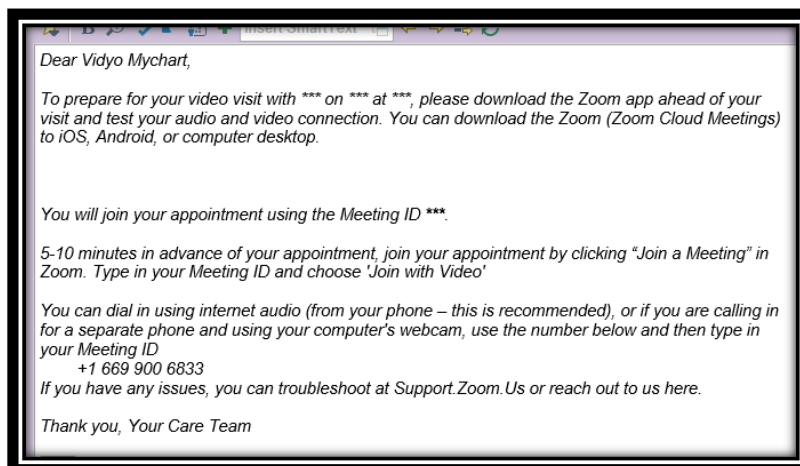 Insert SmartText
Dear Vidyo Mychart,
To prepare for your video visit with *** on *** at ***, please download the Zoom app ahead of your
visit and test your audio and video connection. You can download the Zoom (Zoom Cloud Meetings)
to iOS, Android, or computer desktop.
You will join your appointment using the Meeting ID ***.
5-10 minutes in advance of your appointment, join your appointment by clicking “Join a Meeting” in
Zoom. Type in your Meeting ID and choose 'Join with Video'
You can dial in using internet audio (from your phone – this is recommended), or if you are calling in
for a separate phone and using your computer's webcam, use the number below and then type in
your Meeting ID
+1 669 900 6833
If you have any issues, you can troubleshoot at Support.Zoom.Us or reach out to us here.
Thank you, Your Care Team